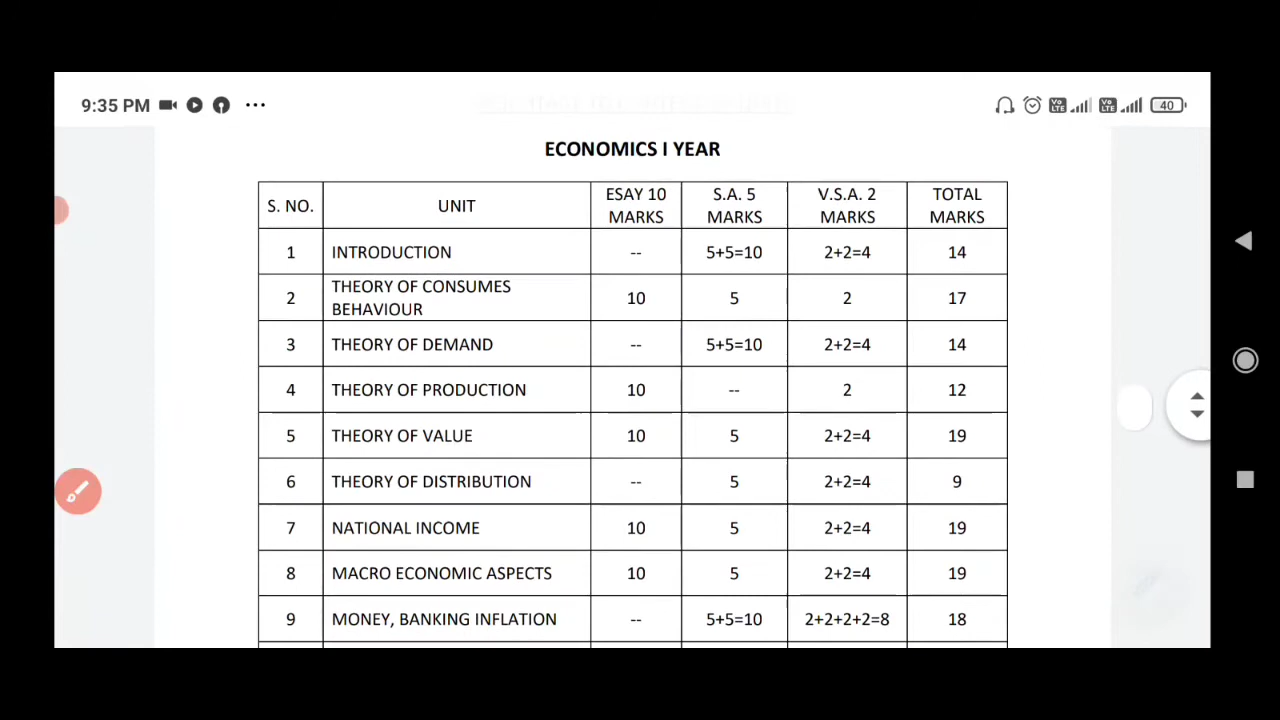 9:35 PM
40
ECONOMICS I YEAR
S. NO. UNIT ESAY 10 MARKS S.A. 5 MARKS V.S.A. 2 MARKS TOTAL MARKS
1 INTRODUCTION -- 5+5=10 2+2=4 14
2 THEORY OF CONSUMES BEHAVIOUR 10 5 2 17
3 THEORY OF DEMAND -- 5+5=10 2+2=4 14
4 THEORY OF PRODUCTION 10 -- 2 12
5 THEORY OF VALUE 10 5 2+2=4 19
6 THEORY OF DISTRIBUTION -- 5 2+2=4 9
7 NATIONAL INCOME 10 5 2+2=4 19
8 MACRO ECONOMIC ASPECTS 10 5 2+2=4 19
9 MONEY, BANKING INFLATION -- 5+5=10 2+2+2+2=8 18